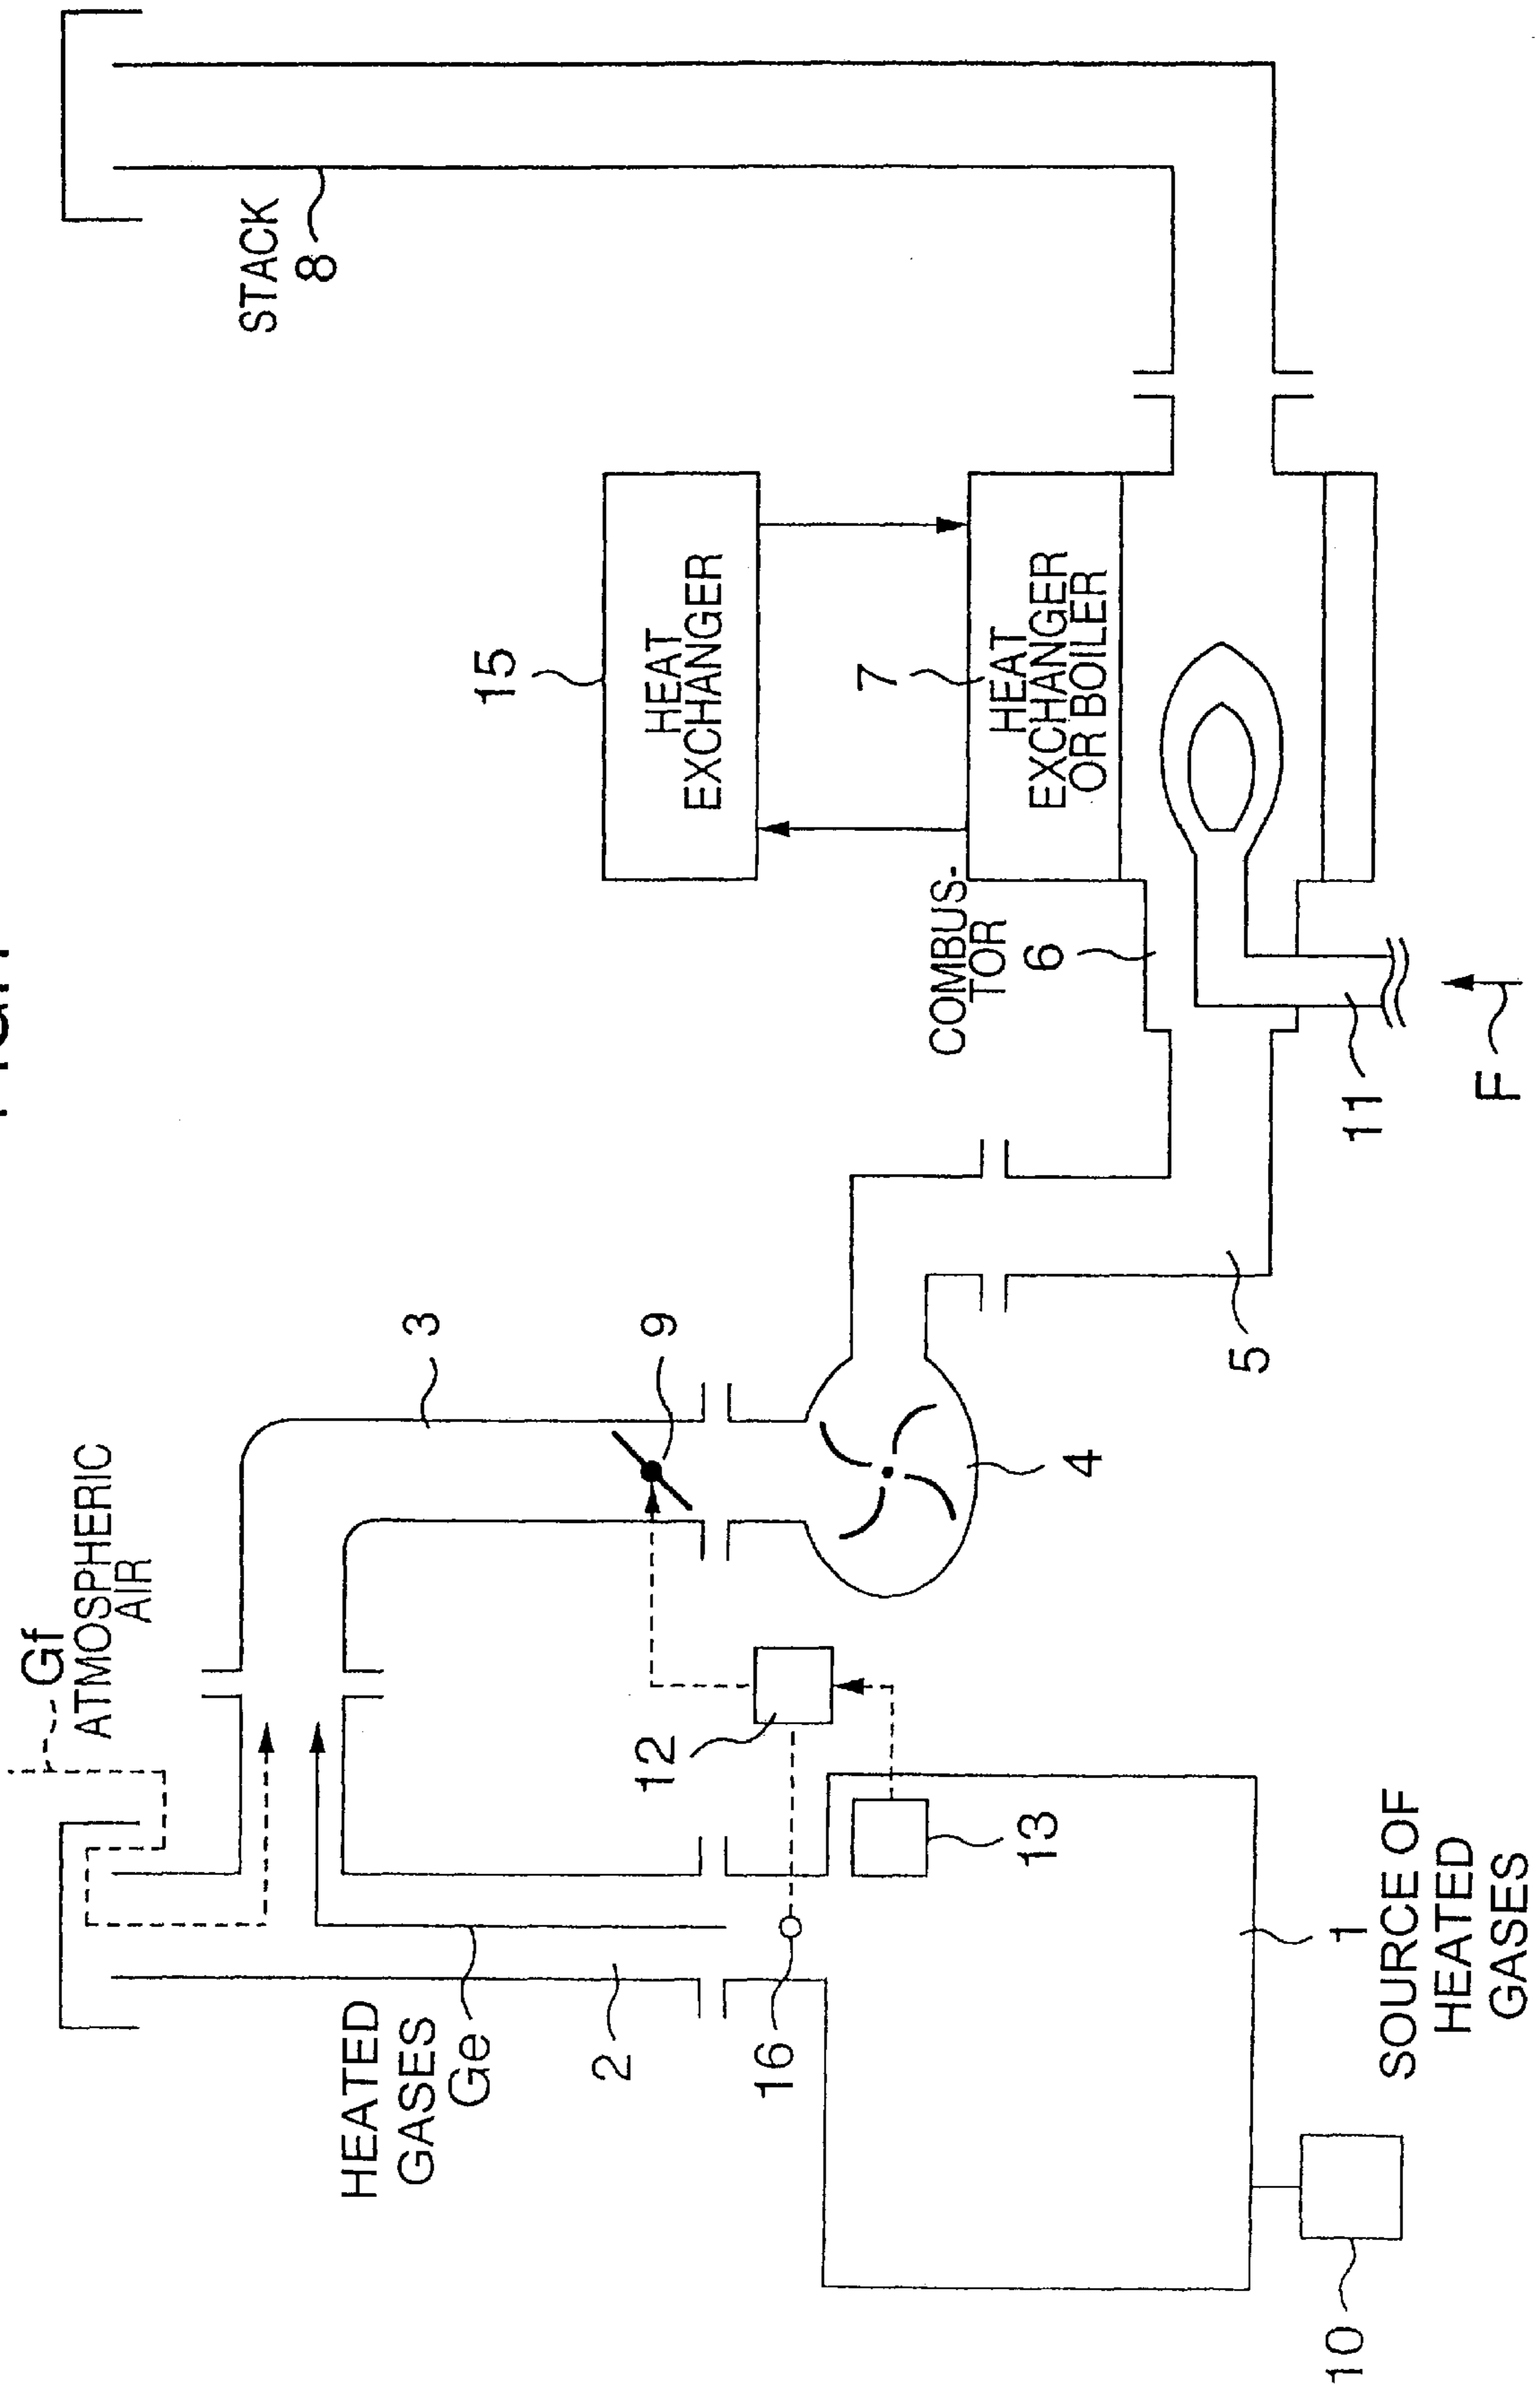 Gf
ATMOSPHERIC
AIR
HEATED
GASES
Ge
2
16
3
9
12
13
4
5
1
SOURCE OF
HEATED
GASES
10
STACK
8
15
HEAT
EXCHANGER
7
HEAT
EXCHANGER
OR BOILER
COMBUS-
TOR
6
11
F